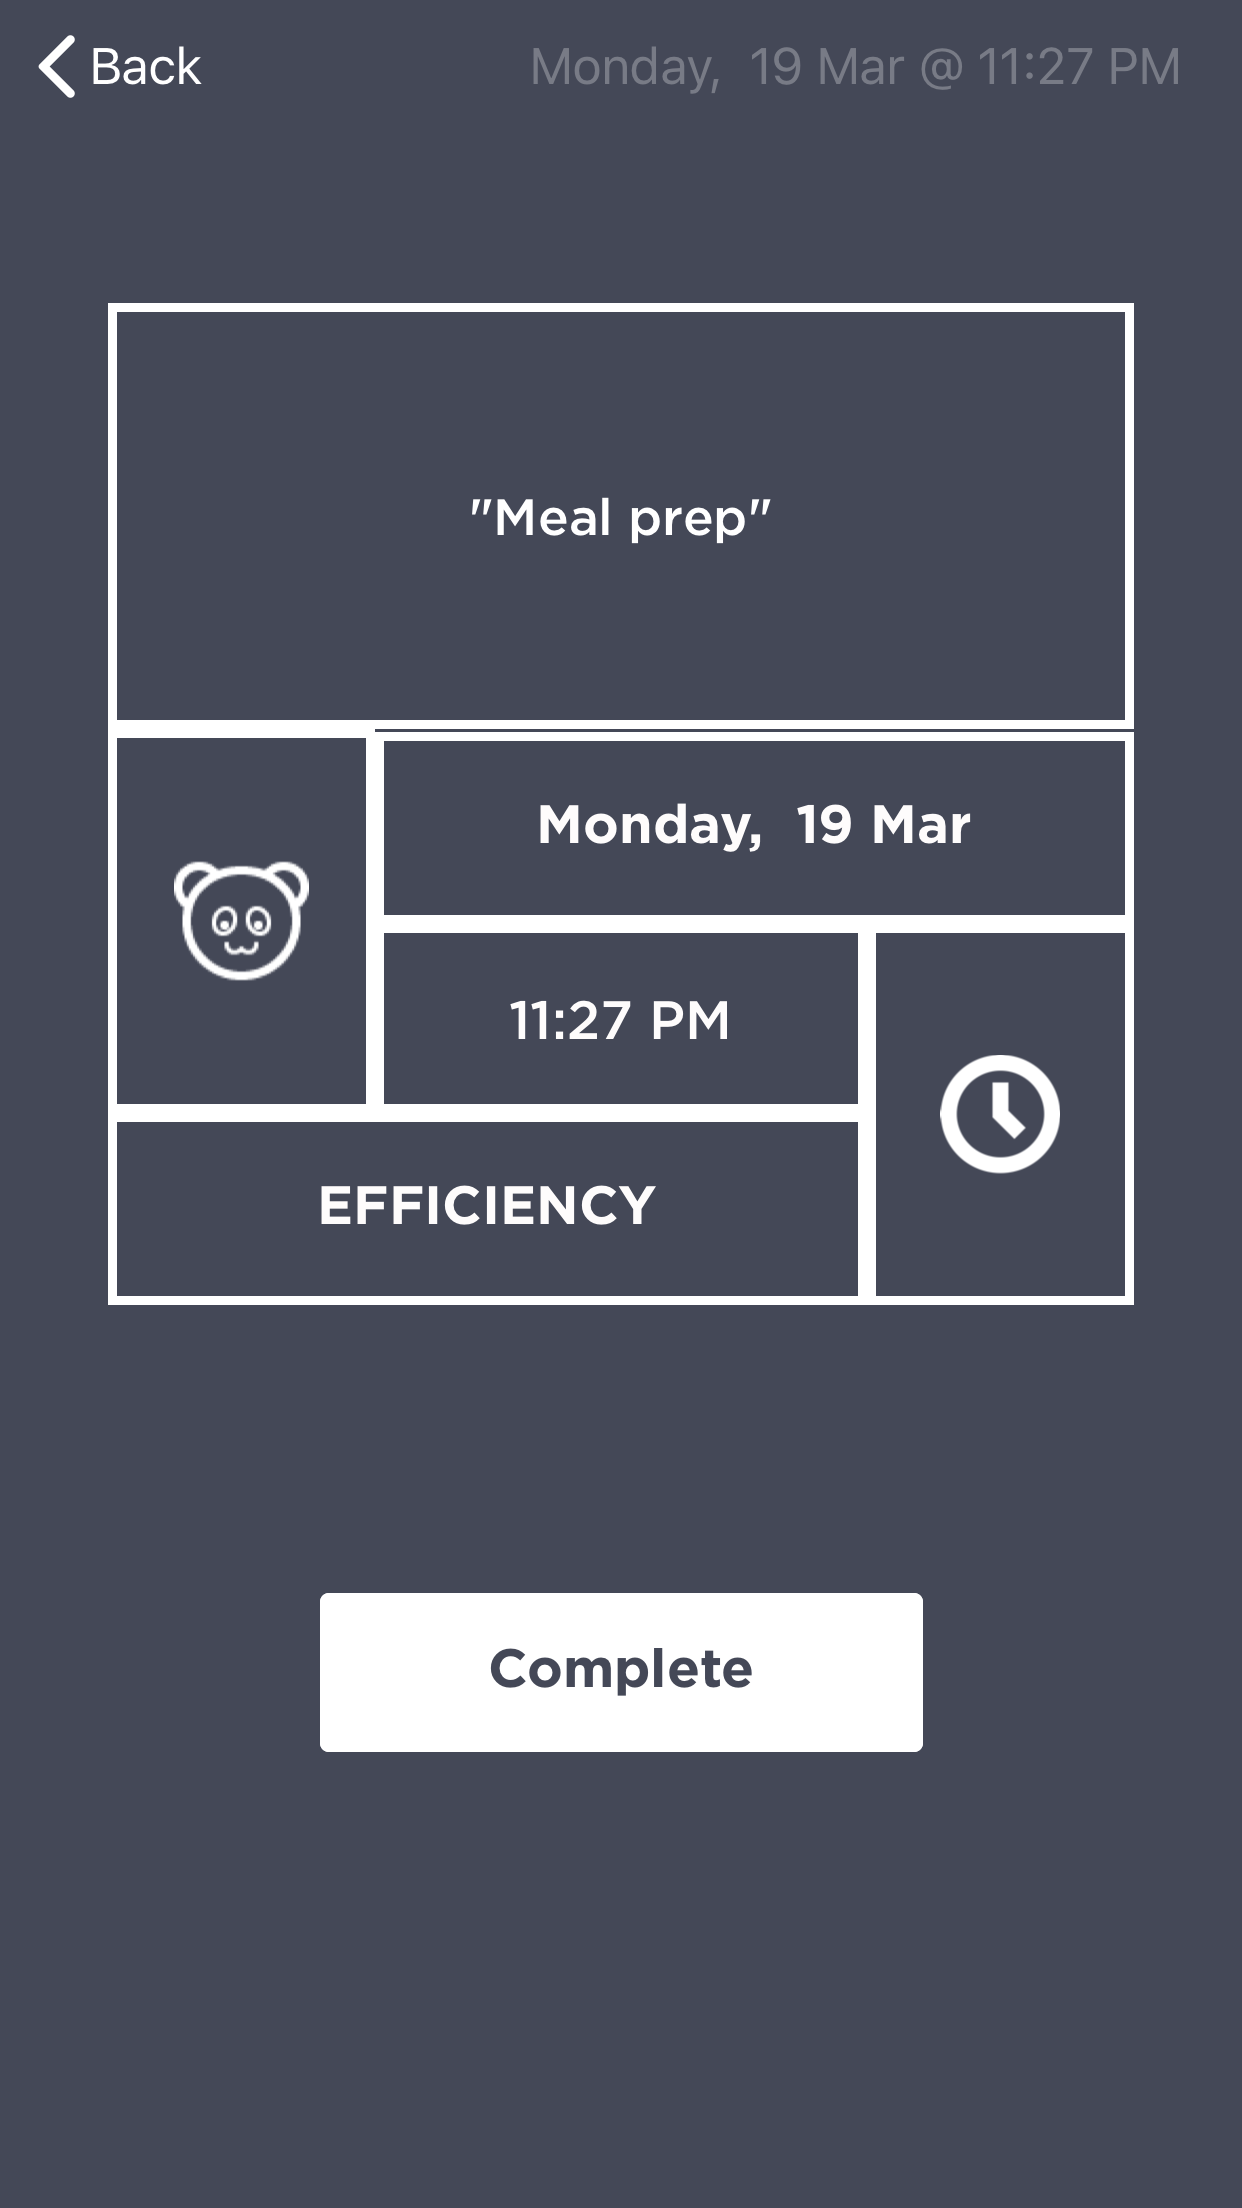 Back
Monday, 19 Mar @ 11:27 PM
"Meal prep"
Monday, 19 Mar
11:27 PM
EFFICIENCY
Complete